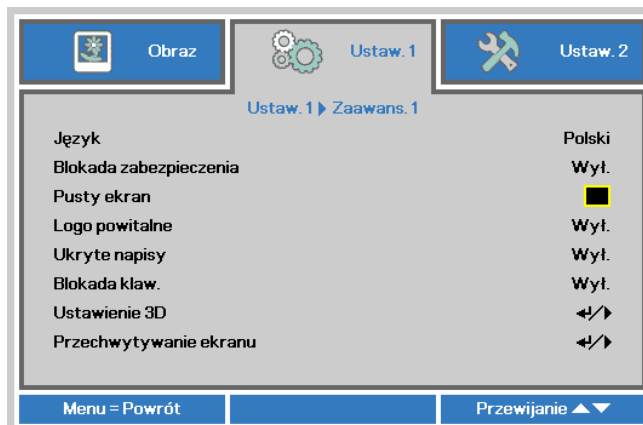 Obraz Ustaw. 1 Ustaw. 2
Ustaw. 1 Zaawans. 1
Język Polski
Blokada zabezpieczenia Wył.
Pusty ekran
Logo powitalne Wył.
Ukryte napisy Wył.
Blokada klaw. Wył.
Ustawienie 3D
Przechwytywanie ekranu
Menu = Powrót Przewijanie